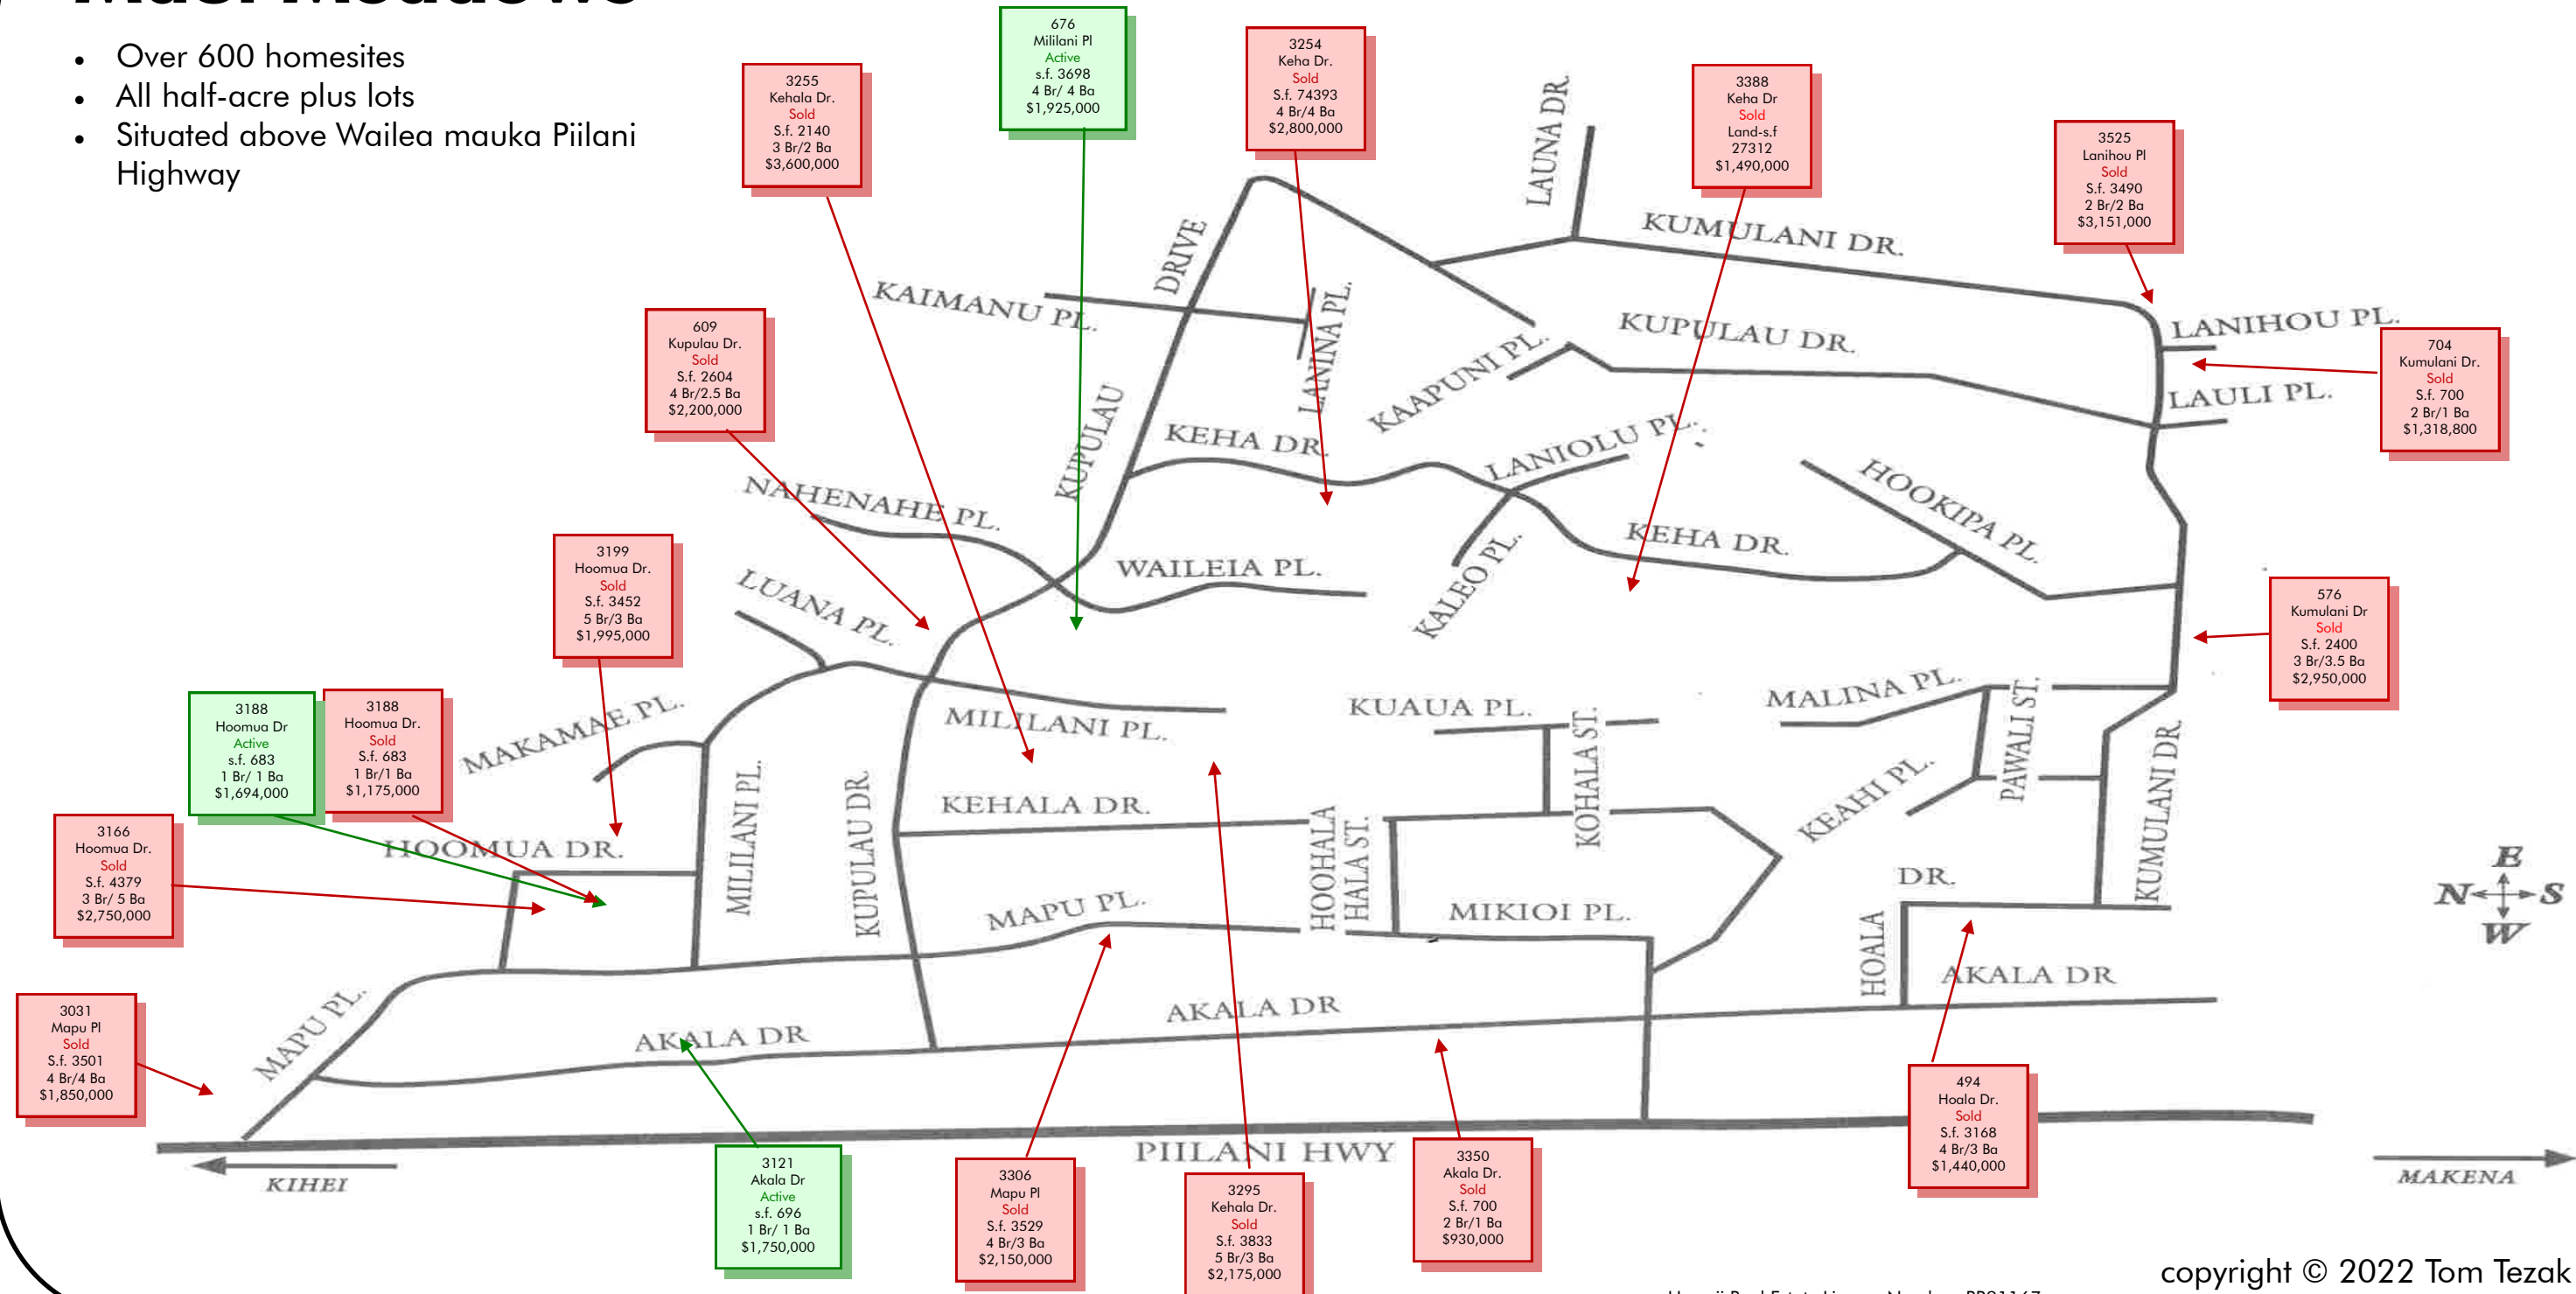 Maui Meadows
• Over 600 homesites
• All half-acre plus lots
• Situated above Wailea mauka Piilani
Highway
3255
Kehala Dr.
Sold
S.f. 2140
3 Br/2 Ba
$3,600,000
676
Mililani Pl
Active
s.f. 3698
4 Br/ 4 Ba
$1,925,000
3254
Keha Dr.
Sold
S.f. 74393
4 Br/4 Ba
$2,800,000
3388
Keha Dr
Sold
Land-s.f
27312
$1,490,000
3525
Lanihou Pl
Sold
S.f. 3490
2 Br/2 Ba
$3,151,000
704
Kumulani Dr.
Sold
S.f. 700
2 Br/1 Ba
$1,318,800
609
Kupulau Dr.
Sold
S.f. 2604
4 Br/2.5 Ba
$2,200,000
3199
Hoomua Dr.
Sold
S.f. 3452
5 Br/3 Ba
$1,995,000
576
Kumulani Dr
Sold
S.f. 2400
3 Br/3.5 Ba
$2,950,000
3188
Hoomua Dr
Active
s.f. 683
1 Br/ 1 Ba
$1,694,000
3188
Hoomua Dr.
Sold
S.f. 683
1 Br/1 Ba
$1,175,000
3166
Hoomua Dr.
Sold
S.f. 4379
3 Br/ 5 Ba
$2,750,000
3031
Mapu Pl
Sold
S.f. 3501
4 Br/4 Ba
$1,850,000
3121
Akala Dr
Active
s.f. 696
1 Br/ 1 Ba
$1,750,000
3306
Mapu Pl
Sold
S.f. 3529
4 Br/3 Ba
$2,150,000
3295
Kehala Dr.
Sold
S.f. 3833
5 Br/3 Ba
$2,175,000
3350
Akala Dr.
Sold
S.f. 700
2 Br/1 Ba
$930,000
494
Hoala Dr.
Sold
S.f. 3168
4 Br/3 Ba
$1,440,000
LAUNA DR.
KUMULANI DR.
KUPULAU DRIVE
KAIMANU PL.
LANINA PL.
KUPULAU DR.
KAAPUNI PL.
LANIHOU PL.
LAULI PL.
KEHA DR.
LANIOLU PL.
NAHENAHE PL.
HOOKIPA PL.
KEHA DR.
WAILEIA PL.
KALEO PL.
LUANA PL.
MAKAMAE PL.
MILILANI PL.
KUAUA PL.
MALINA PL.
PAWALI ST.
KOHALA ST.
KEAHI PL.
KUMULANI DR.
MILILANI PL.
KUPULAU DR.
KEHALA DR.
HOOMUA DR.
HOOHALA
HALA ST.
MAPU PL.
MIKIOI PL.
HOALA
DR.
AKALA DR
MAPU PL.
AKALA DR
AKALA DR
E
N
S
W
PIILANI HWY
KIHEI
MAKENA
copyright © 2022 Tom Tezak